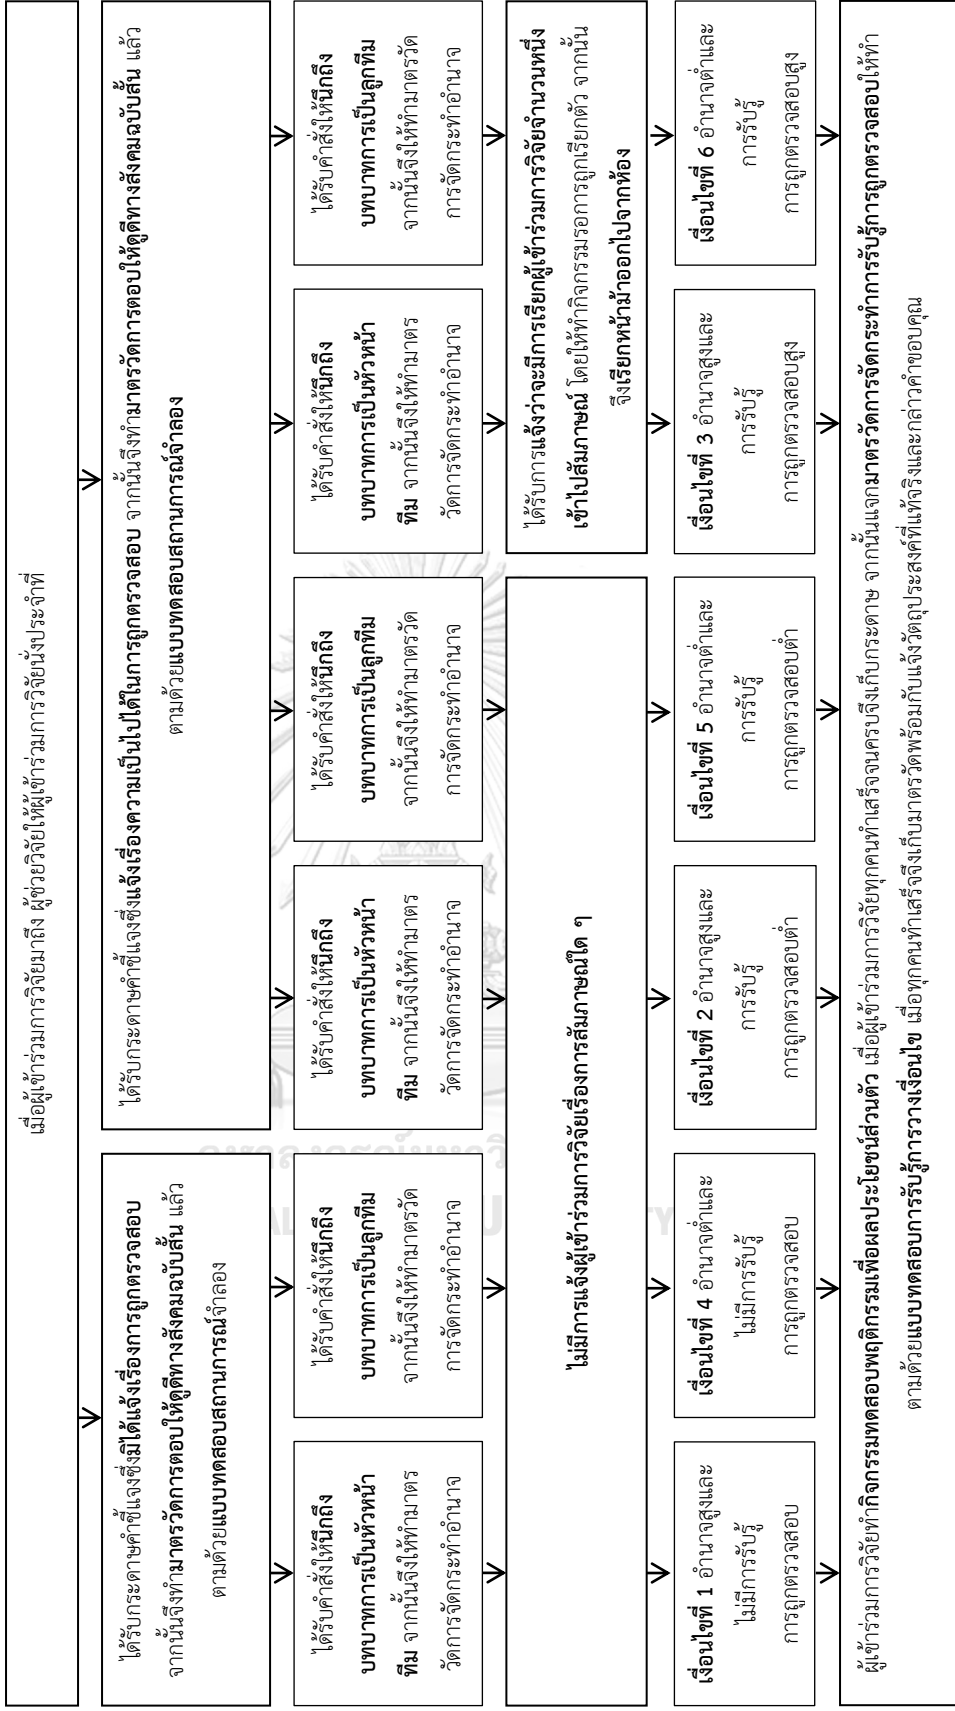 เมื่อผู้เข้าร่วมการวิจัยมาถึง ผู้ช่วยวิจัยให้ผู้เข้าร่วมการวิจัยนั่งประจำที่
ได้รับกระดาษคำชี้แจงซึ่งมิได้แจ้งเรื่องการถูกตรวจสอบ
จากนั้นจึงทำมาตรวัดการตอบให้ดูดีทางสังคมฉบับสั้น แล้ว
ตามด้วยแบบทดสอบสถานการณ์จำลอง
ได้รับกระดาษคำชี้แจงซึ่งแจ้งเรื่องความเป็นไปได้ในการถูกตรวจสอบ จากนั้นจึงทำมาตรวัดการตอบให้ดูดีทางสังคมฉบับสั้น แล้ว
ตามด้วยแบบทดสอบสถานการณ์จำลอง
ได้รับคำสั่งให้นึกถึง
บทบาทการเป็นหัวหน้า
ทีม จากนั้นจึงให้ทำมาตร
วัดการจัดกระทำอำนาจ
ได้รับคำสั่งให้นึกถึง
บทบาทการเป็นลูกทีม
จากนั้นจึงให้ทำมาตรวัด
การจัดกระทำอำนาจ
ได้รับคำสั่งให้นึกถึง
บทบาทการเป็นหัวหน้า
ทีม จากนั้นจึงให้ทำมาตร
วัดการจัดกระทำอำนาจ
ได้รับคำสั่งให้นึกถึง
บทบาทการเป็นลูกทีม
จากนั้นจึงให้ทำมาตรวัด
การจัดกระทำอำนาจ
ได้รับคำสั่งให้นึกถึง
บทบาทการเป็นหัวหน้า
ทีม จากนั้นจึงให้ทำมาตร
วัดการจัดกระทำอำนาจ
ได้รับคำสั่งให้นึกถึง
บทบาทการเป็นลูกทีม
จากนั้นจึงให้ทำมาตรวัด
การจัดกระทำอำนาจ
ไม่มีการแจ้งผู้เข้าร่วมการวิจัยเรื่องการสัมภาษณ์ใด ๆ
ได้รับการแจ้งว่าจะมีการเรียกผู้เข้าร่วมการวิจัยจำนวนหนึ่ง
เข้าไปสัมภาษณ์ โดยให้ทำกิจกรรมรอการถูกเรียกตัว จากนั้น
จึงเรียกหน้าม้าออกไปจากห้อง
เงื่อนไขที่ 1 อำนาจสูงและ
ไม่มีการรับรู้
การถูกตรวจสอบ
เงื่อนไขที่ 4 อำนาจต่ำและ
ไม่มีการรับรู้
การถูกตรวจสอบ
เงื่อนไขที่ 2 อำนาจสูงและ
การรับรู้
การถูกตรวจสอบต่ำ
เงื่อนไขที่ 5 อำนาจต่ำและ
การรับรู้
การถูกตรวจสอบต่ำ
เงื่อนไขที่ 3 อำนาจสูงและ
การรับรู้
การถูกตรวจสอบสูง
เงื่อนไขที่ 6 อำนาจต่ำและ
การรับรู้
การถูกตรวจสอบสูง
ผู้เข้าร่วมการวิจัยทำกิจกรรมทดสอบพฤติกรรมเพื่อผลประโยชน์ส่วนตัว เมื่อผู้เข้าร่วมการวิจัยทุกคนทำเสร็จจนครบจึงเก็บกระดาษ จากนั้นแจกมาตรวัดการจัดกระทำการรับรู้การถูกตรวจสอบให้ทำ
ตามด้วยแบบทดสอบการรับรู้การวางเงื่อนไข เมื่อทุกคนทำเสร็จจึงเก็บมาตรวัดพร้อมกับแจ้งวัตถุประสงค์ที่แท้จริงและกล่าวคำขอบคุณ